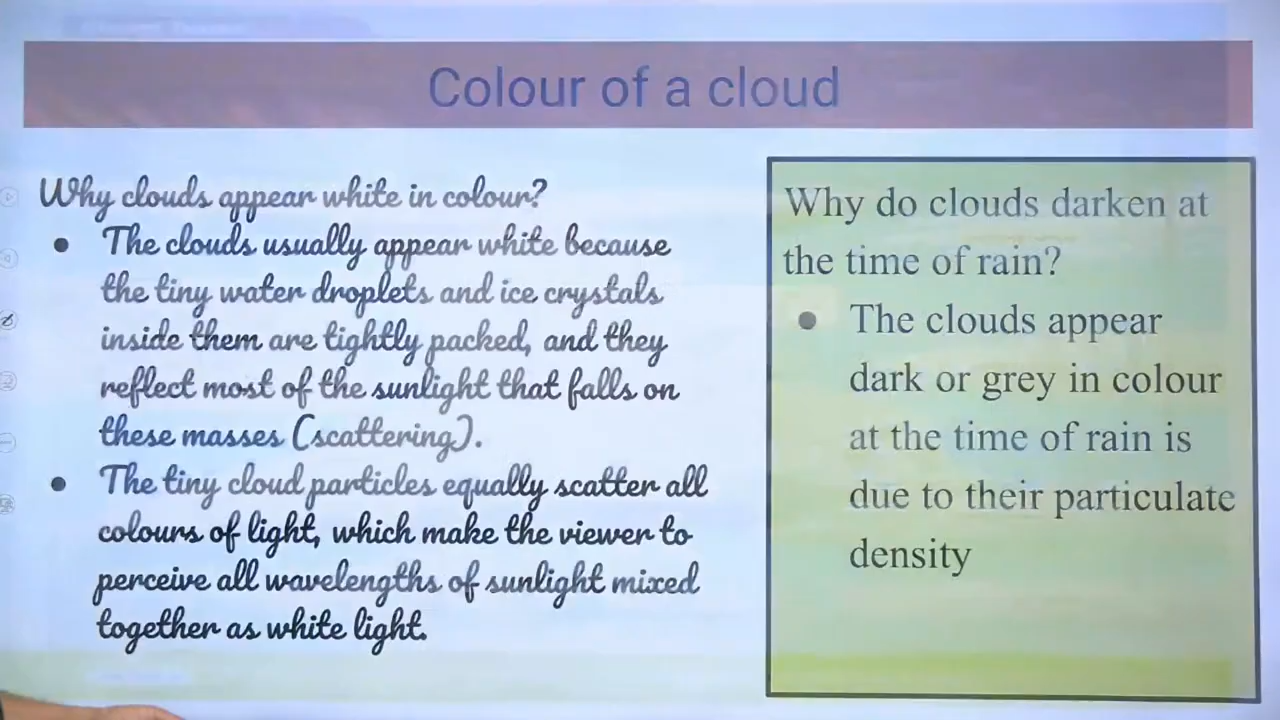 Colour of a cloud
Why clouds appear white in colour?
● The clouds usually appear white because
the tiny water droplets and ice crystals
inside them are tightly packed, and they
reflect most of the sunlight that falls on
these masses (scattering).
● The tiny cloud particles equally scatter all
colours of light, which make the viewer to
perceive all wavelengths of sunlight mixed
together as white light.
Why do clouds darken at
the time of rain?
● The clouds appear
dark or grey in colour
at the time of rain is
due to their particulate
density